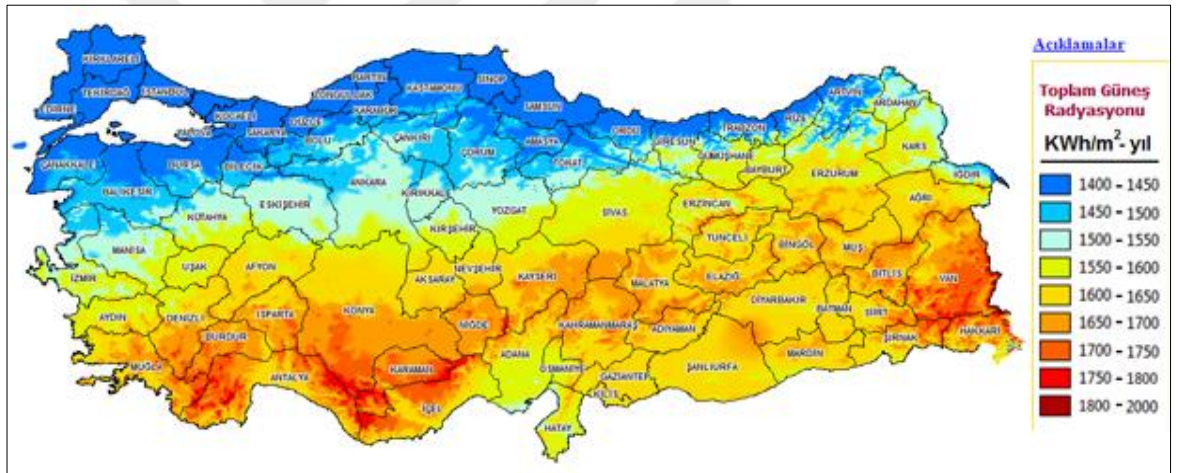 Açıklamalar
Toplam Güneş
Radyasyonu
KWh/m²- yıl
1400 - 1450
1450 - 1500
1500 - 1550
1550 - 1600
1600 - 1650
1650 - 1700
1700 - 1750
1750 - 1800
1800 - 2000
KIRKLARELİ
EDİRNE
TEKİRDAĞ
İSTANBUL
YALOVA
KOCAELİ
SAKARYA
DÜZCE
BOLU
ZONGULDAK
BARTIN
KARABÜK
KASTAMONU
SİNOP
SAMSUN
ORDU
GİRESUN
TRABZON
RİZE
ARTVİN
ARDAHAN
KARS
IĞDIR
ÇANAKKALE
BALIKESİR
BURSA
BİLECİK
ESKİŞEHİR
KÜTAHYA
ANKARA
ÇANKIRI
KIRIKKALE
ÇORUM
AMASYA
TOKAT
YOZGAT
KIRŞEHİR
SİVAS
GÜMÜŞHANE
BAYBURT
ERZİNCAN
ERZURUM
AĞRI
MANİSA
İZMİR
UŞAK
AFYON
AYDIN
DENİZLİ
MUĞLA
BURDUR
ISPARTA
ANTALYA
KONYA
AKSARAY
NEVŞEHİR
NİĞDE
KAYSERİ
KARAMAN
İÇEL
ADANA
OSMANİYE
HATAY
KİLİS
GAZİANTEP
KAHRAMANMARAŞ
MALATYA
ADIYAMAN
ŞANLIURFA
TUNCELİ
ELAZIĞ
BİNGÖL
MUŞ
DİYARBAKIR
BATMAN
MARDİN
SİİRT
BİTLİS
VAN
ŞIRNAK
HAKKARİ